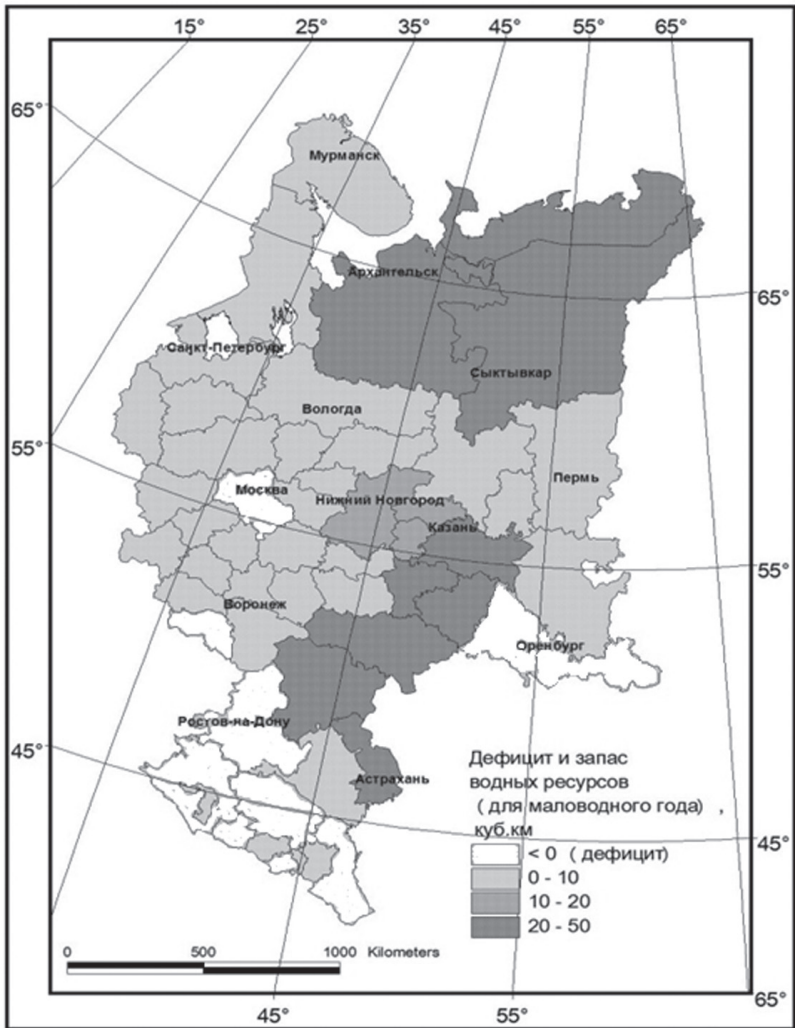 15° 25° 35° 45° 55° 65°
65°
Мурманск
Архангельск
65°
Санкт-Петербург
Сыктывкар
Вологда
55°
Пермь
Москва
Нижний Новгород
Казань
55°
Воронеж
Оренбург
Ростов-на-Дону
45°
Астрахань
Дефицит и запас
водных ресурсов
( для маловодного года) ,
куб.км
45°
< 0 ( дефицит)
0 - 10
10 - 20
20 - 50
0 500 1000 Kilometers
65°
45° 55°